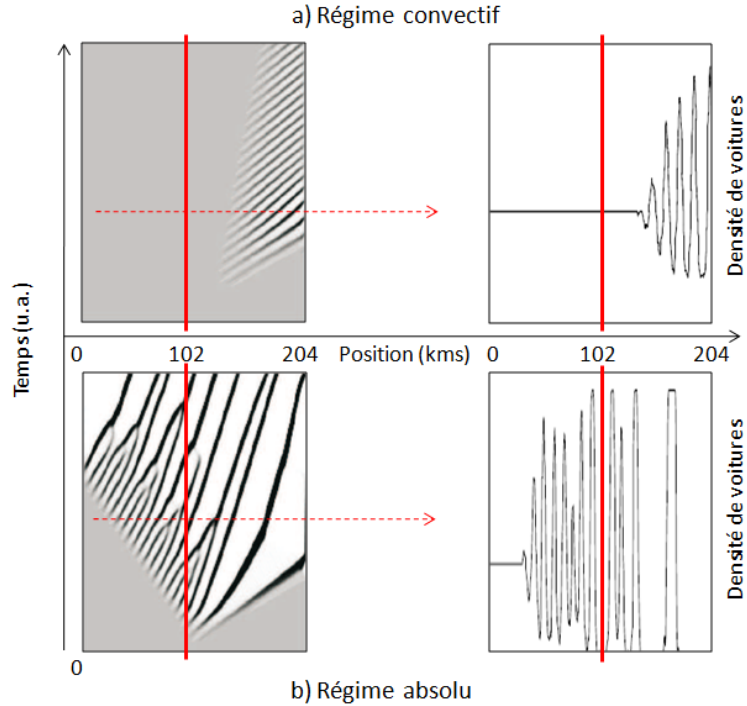 a) Régime convectif
Densité de voitures
Temps (u.a.)
0 102 204 Position (kms) 0 102 204
Densité de voitures
0
b) Régime absolu